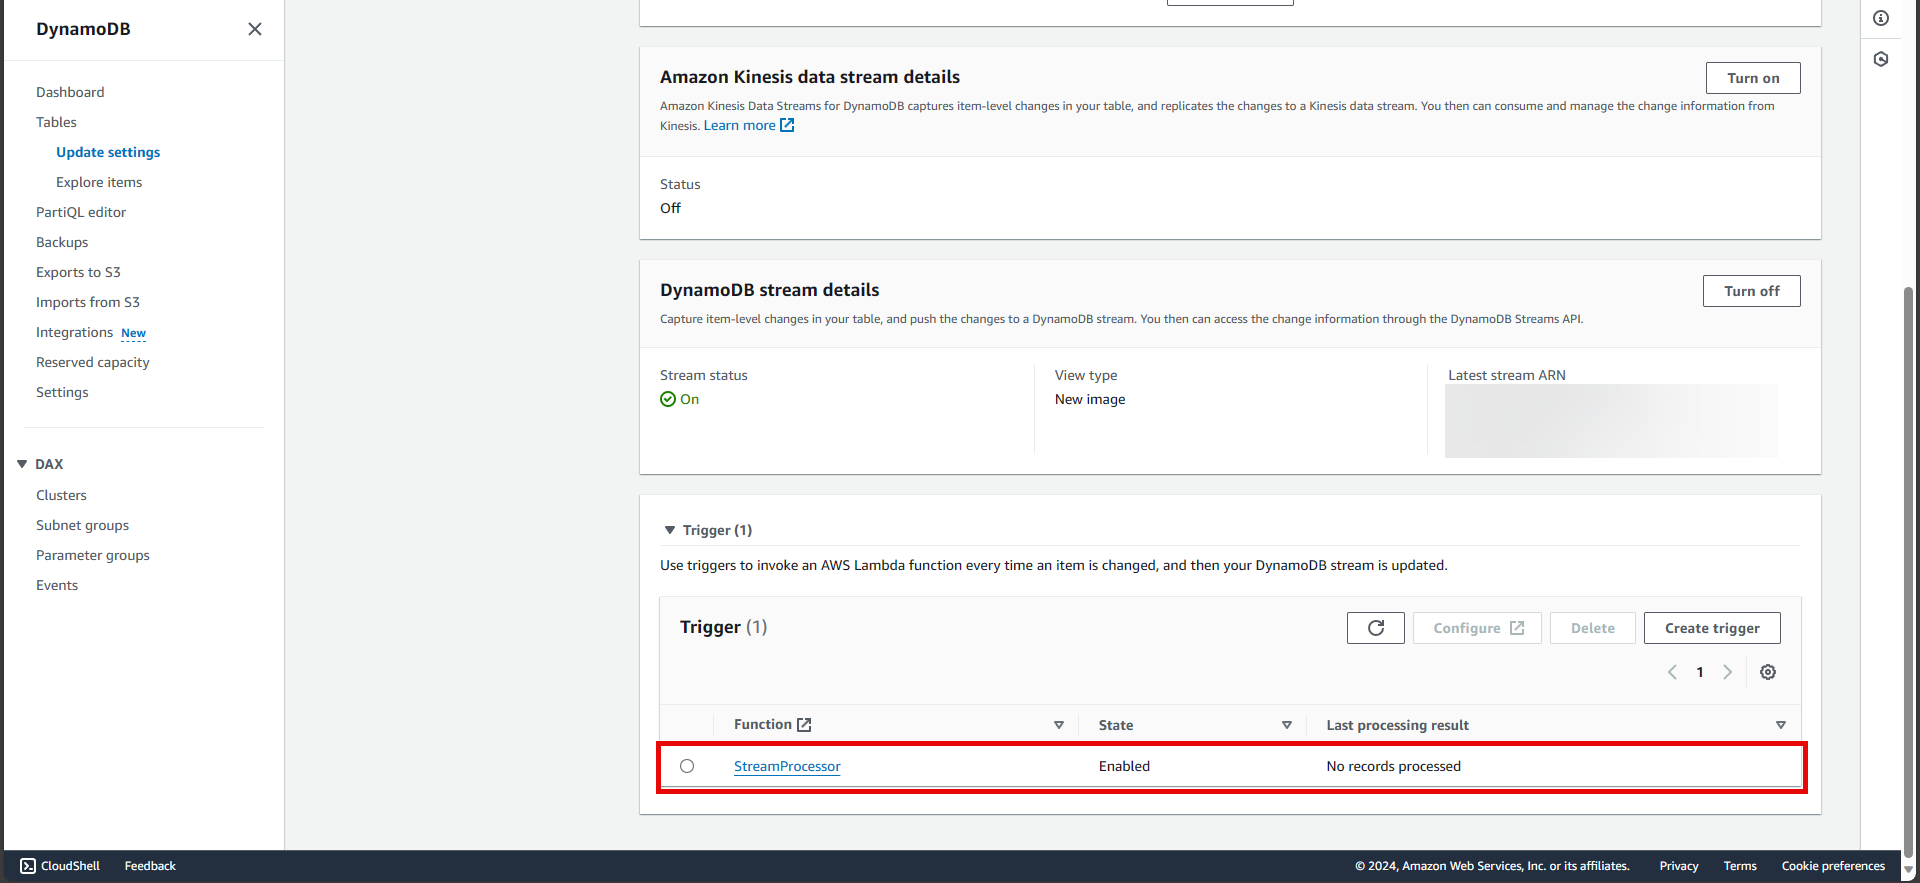 DynamoDB
Dashboard
Tables
Update settings
Explore items
PartiQL editor
Backups
Exports to S3
Imports from S3
Integrations New
Reserved capacity
Settings
DAX
Clusters
Subnet groups
Parameter groups
Events
Amazon Kinesis data stream details
Turn on
Amazon Kinesis Data Streams for DynamoDB captures item-level changes in your table, and replicates the changes to a Kinesis data stream. You then can consume and manage the change information from
Kinesis. Learn more
Status
Off
DynamoDB stream details
Turn off
Capture item-level changes in your table, and push the changes to a DynamoDB stream. You then can access the change information through the DynamoDB Streams API.
Stream status
On
View type
New image
Latest stream ARN
Trigger (1)
Use triggers to invoke an AWS Lambda function every time an item is changed, and then your DynamoDB stream is updated.
Trigger (1)
Configure
Delete
Create trigger
1
Function State Last processing result
StreamProcessor Enabled No records processed
CloudShell Feedback © 2024, Amazon Web Services, Inc. or its affiliates. Privacy Terms Cookie preferences